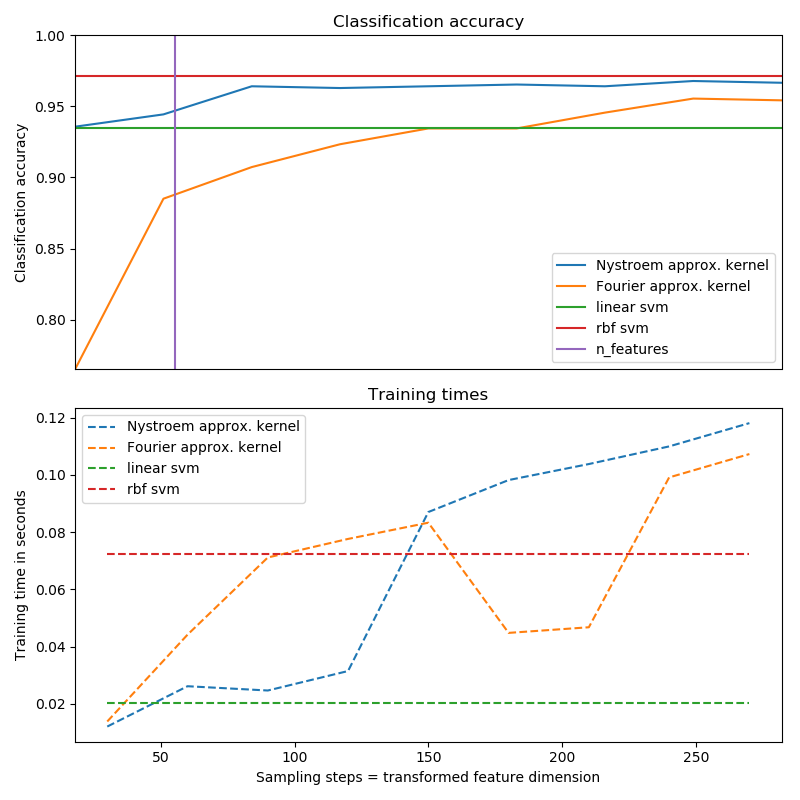 Classification accuracy
1.00
0.95
0.90
0.85
0.80
Classification accuracy
Nystroem approx. kernel
Fourier approx. kernel
linear svm
rbf svm
n_features
Training times
0.12
0.10
0.08
0.06
0.04
0.02
Training time in seconds
Nystroem approx. kernel
Fourier approx. kernel
linear svm
rbf svm
50 100 150 200 250
Sampling steps = transformed feature dimension